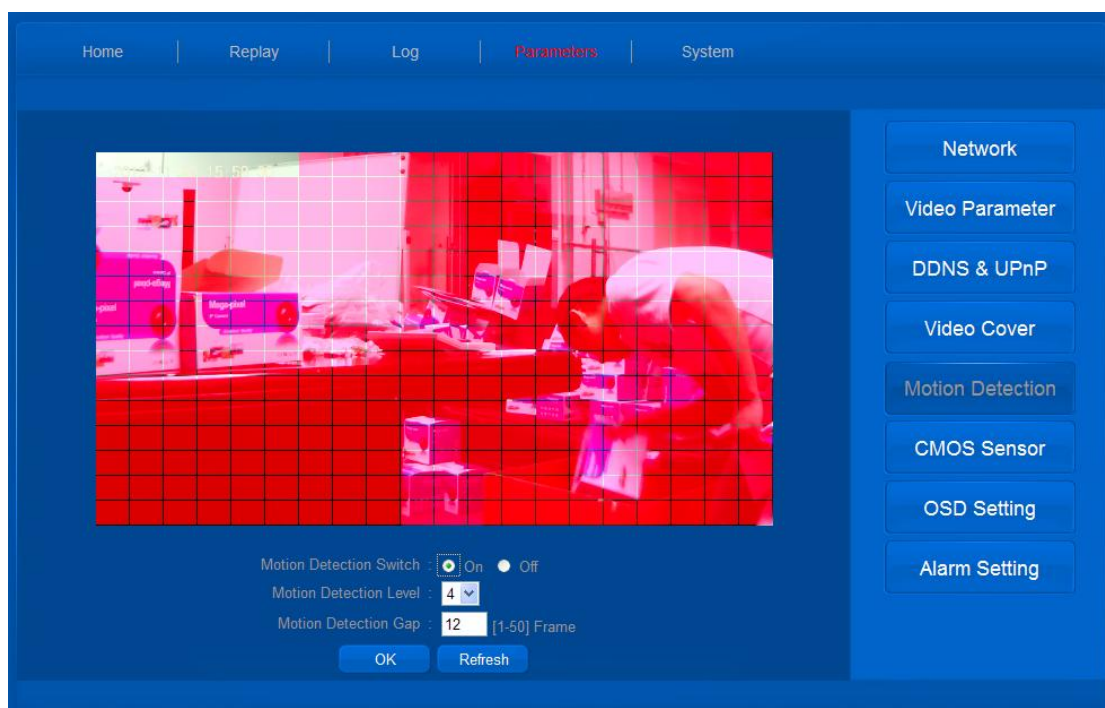 Home Replay Log Parameters System
Network
Video Parameter
DDNS & UPnP
Video Cover
Motion Detection
CMOS Sensor
OSD Setting
Alarm Setting
Mega-pixel
Motion Detection Switch : On Off
Motion Detection Level : 4
Motion Detection Gap : 12 [1-50] Frame
OK Refresh